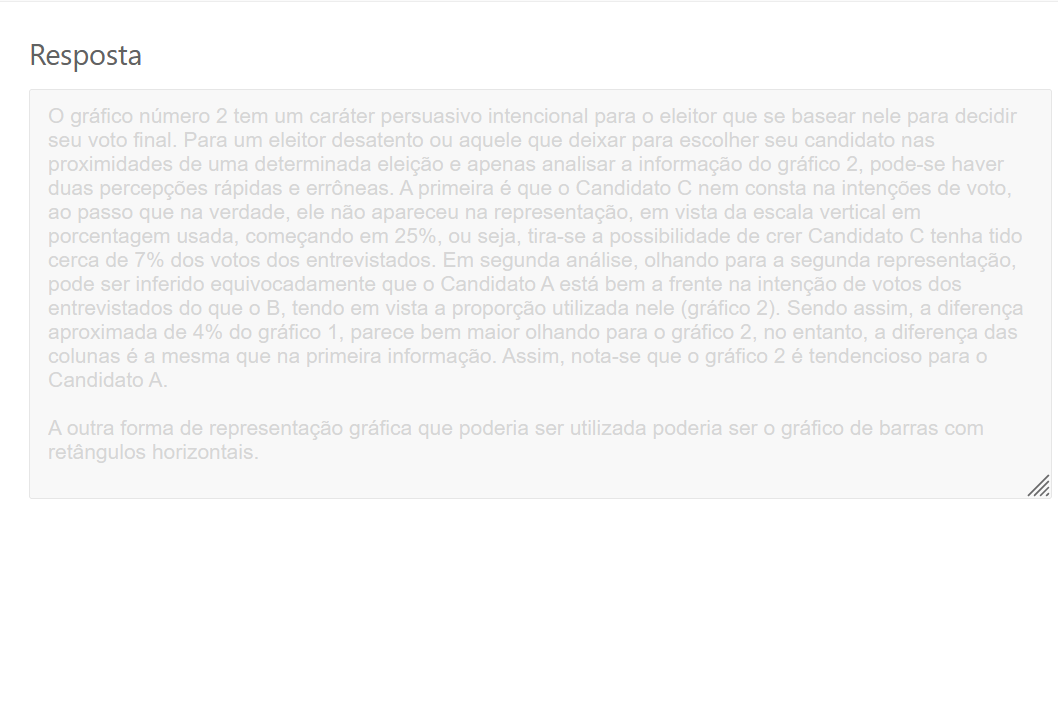 Resposta
O gráfico número 2 tem um caráter persuasivo intencional para o eleitor que se basear nele para decidir
seu voto final. Para um eleitor desatento ou aquele que deixar para escolher seu candidato nas
proximidades de uma determinada eleição e apenas analisar a informação do gráfico 2, pode-se haver
duas percepções rápidas e errôneas. A primeira é que o Candidato C nem consta na intenções de voto,
ao passo que na verdade, ele não apareceu na representação, em vista da escala vertical em
porcentagem usada, começando em 25%, ou seja, tira-se a possibilidade de crer Candidato C tenha tido
cerca de 7% dos votos dos entrevistados. Em segunda análise, olhando para a segunda representação,
pode ser inferido equivocadamente que o Candidato A está bem a frente na intenção de votos dos
entrevistados do que o B, tendo em vista a proporção utilizada nele (gráfico 2). Sendo assim, a diferença
aproximada de 4% do gráfico 1, parece bem maior olhando para o gráfico 2, no entanto, a diferença das
colunas é a mesma que na primeira informação. Assim, nota-se que o gráfico 2 é tendencioso para o
Candidato A.
A outra forma de representação gráfica que poderia ser utilizada poderia ser o gráfico de barras com
retângulos horizontais.